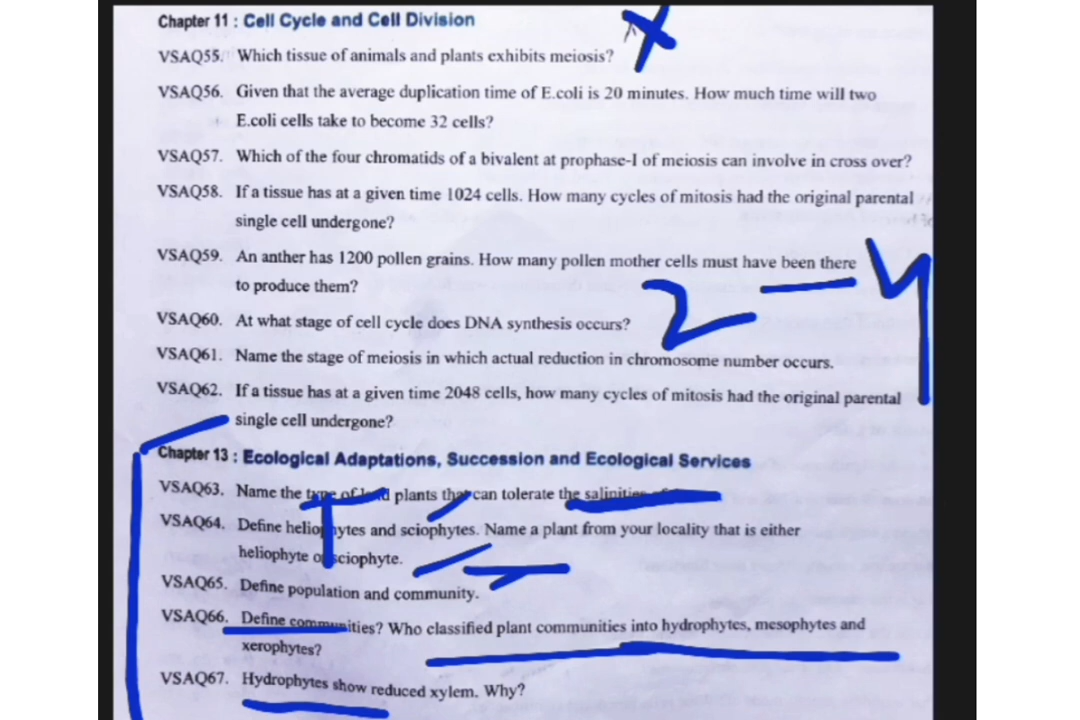 Chapter 11 : Cell Cycle and Cell Division
VSAQ55. Which tissue of animals and plants exhibits meiosis?
VSAQ56. Given that the average duplication time of E.coli is 20 minutes. How much time will two
E.coli cells take to become 32 cells?
VSAQ57. Which of the four chromatids of a bivalent at prophase-I of meiosis can involve in cross over?
VSAQ58. If a tissue has at a given time 1024 cells. How many cycles of mitosis had the original parental
single cell undergone?
VSAQ59. An anther has 1200 pollen grains. How many pollen mother cells must have been there
to produce them?
VSAQ60. At what stage of cell cycle does DNA synthesis occurs?
2
VSAQ61. Name the stage of meiosis in which actual reduction in chromosome number occurs.
VSAQ62. If a tissue has at a given time 2048 cells, how many cycles of mitosis had the original parental
single cell undergone?
Chapter 13 : Ecological Adaptations, Succession and Ecological Services
VSAQ63. Name the type of land plants that can tolerate the salinities
VSAQ64. Define heliophytes and sciophytes. Name a plant from your locality that is either
heliophyte or sciophyte.
VSAQ65. Define population and community.
VSAQ66. Define communities? Who classified plant communities into hydrophytes, mesophytes and
xerophytes?
VSAQ67. Hydrophytes show reduced xylem. Why?